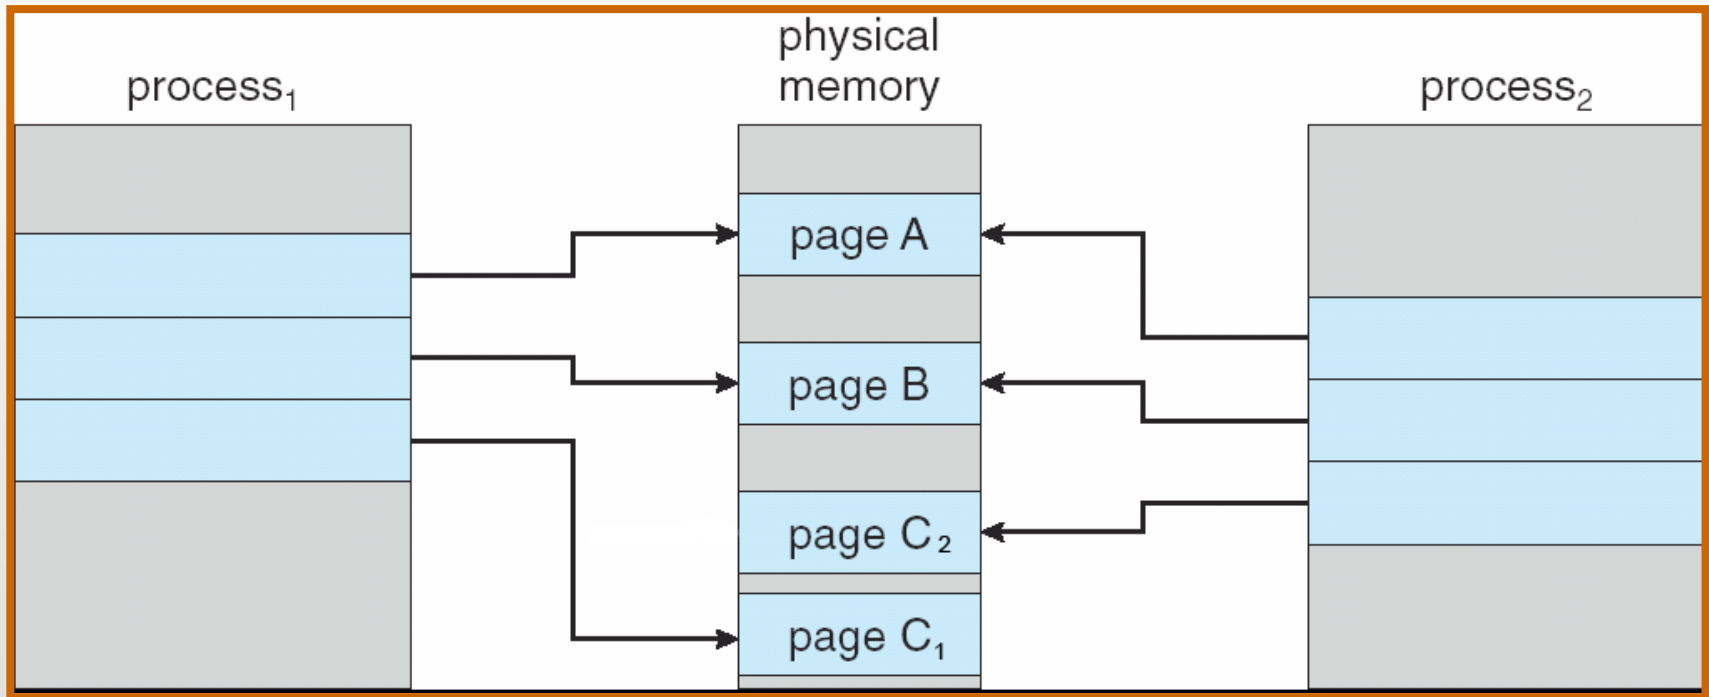 process₁
physical
memory
process₂
page A
page B
page C₂
page C₁